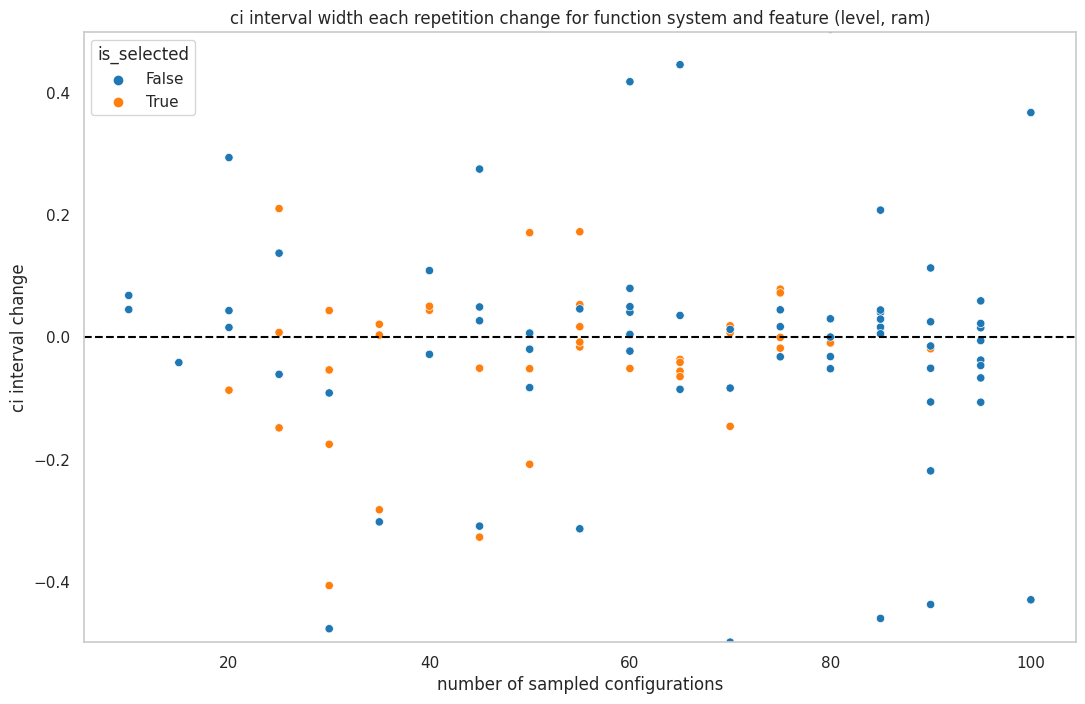 ci interval width each repetition change for function system and feature (level, ram)
is_selected
False
True
ci interval change
0.4
0.2
0.0
−0.2
−0.4
20
40
60
80
100
number of sampled configurations